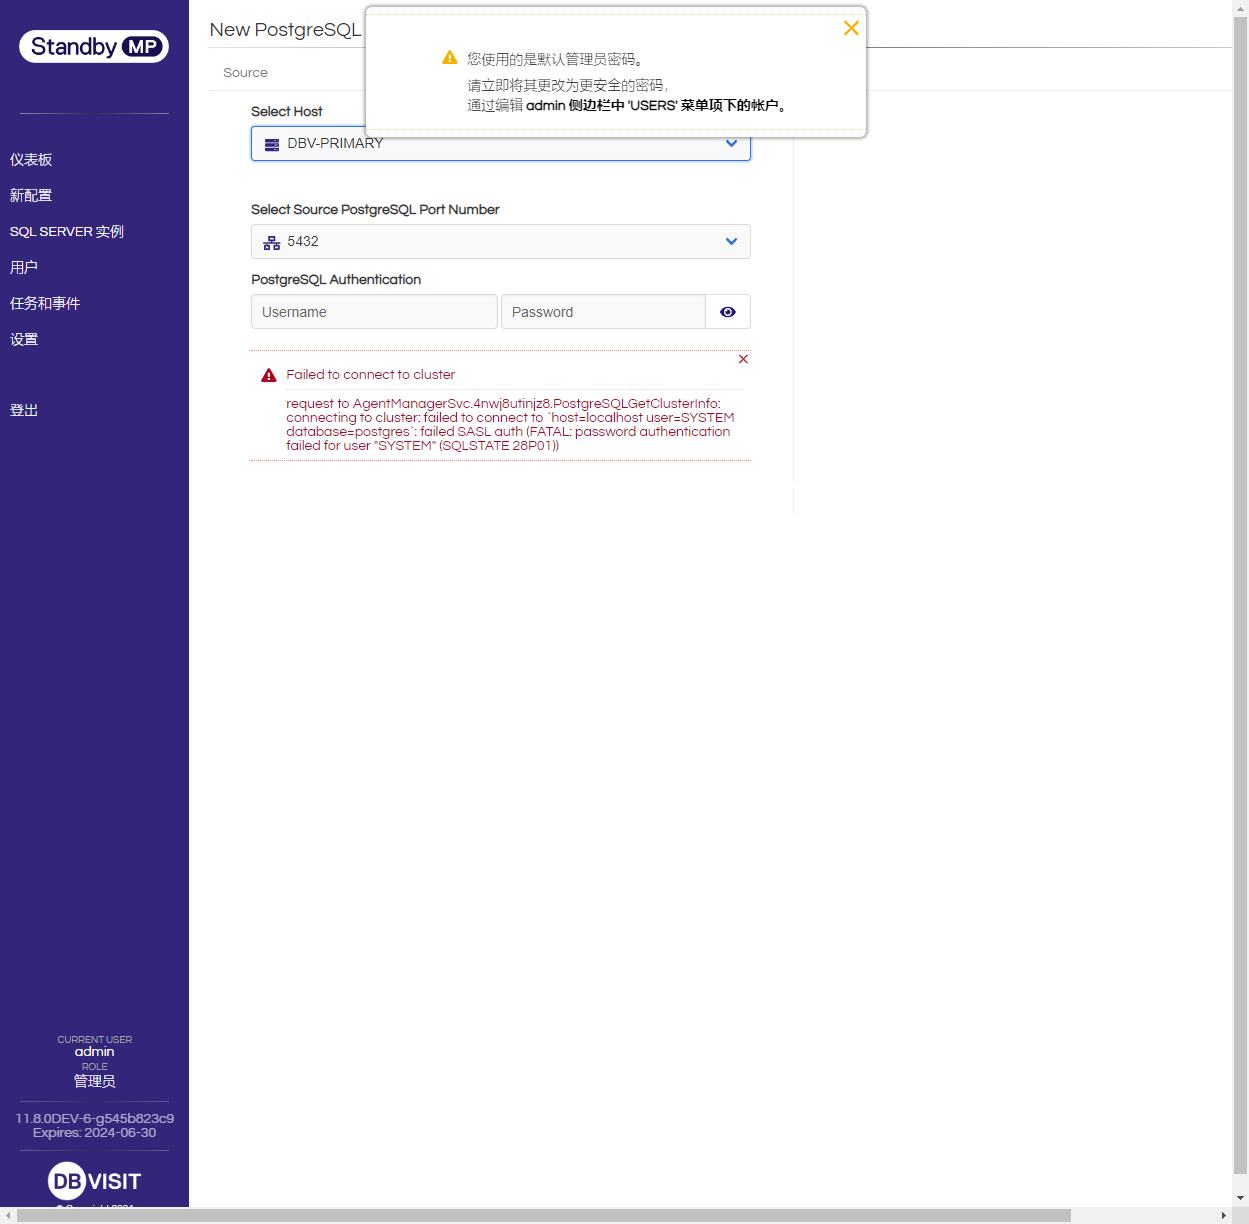 Standby MP
仪表板
新配置
SQL SERVER 实例
用户
任务和事件
设置
登出
CURRENT USER
admin
ROLE
管理员
11.8.0DEV-6-g545b823c9
Expires: 2024-06-30
DBVISIT
New PostgreSQL
Source
您使用的是默认管理员密码。
请立即将其更改为更安全的密码，
通过编辑 admin 侧边栏中 'USERS' 菜单项下的帐户。
Select Host
DBV-PRIMARY
Select Source PostgreSQL Port Number
5432
PostgreSQL Authentication
Username
Password
Failed to connect to cluster
request to AgentManagerSvc.4nwj8utinjz8.PostgreSQLGetClusterInfo:
connecting to cluster: failed to connect to `host=localhost user=SYSTEM
database=postgres`: failed SASL auth (FATAL: password authentication
failed for user "SYSTEM" (SQLSTATE 28P01))